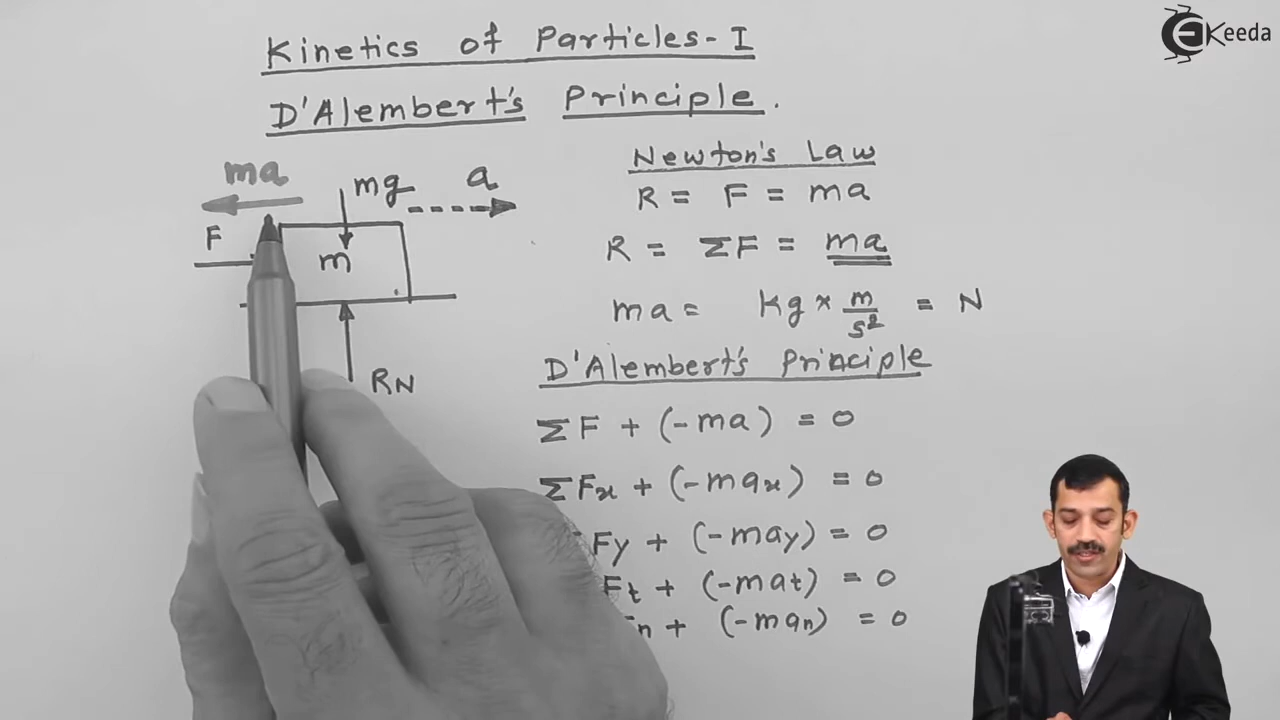 Kinetics of Particles-I
D'Alembert's Principle.
Keeda
ma
mg
a
F
m
RN
Newton's Law
R = F = ma
R = ΣF = ma
ma = kg × m/s² = N
D'Alembert's Principle
ΣF + (-ma) = 0
ΣFx + (-max) = 0
Fy + (-may) = 0
Ft + (-mat) = 0
n + (-man) = 0